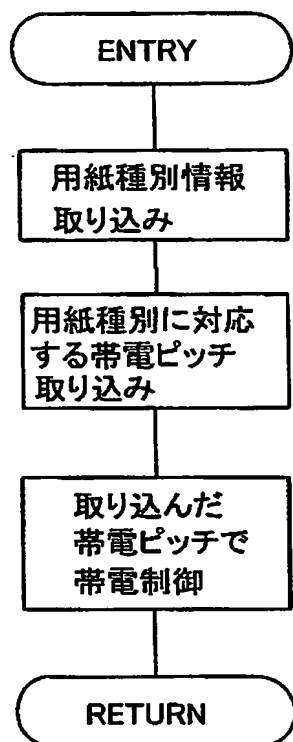 ENTRY
用紙種別情報
取り込み
用紙種別に対応
する帯電ピッチ
取り込み
取り込んだ
帯電ピッチで
帯電制御
RETURN